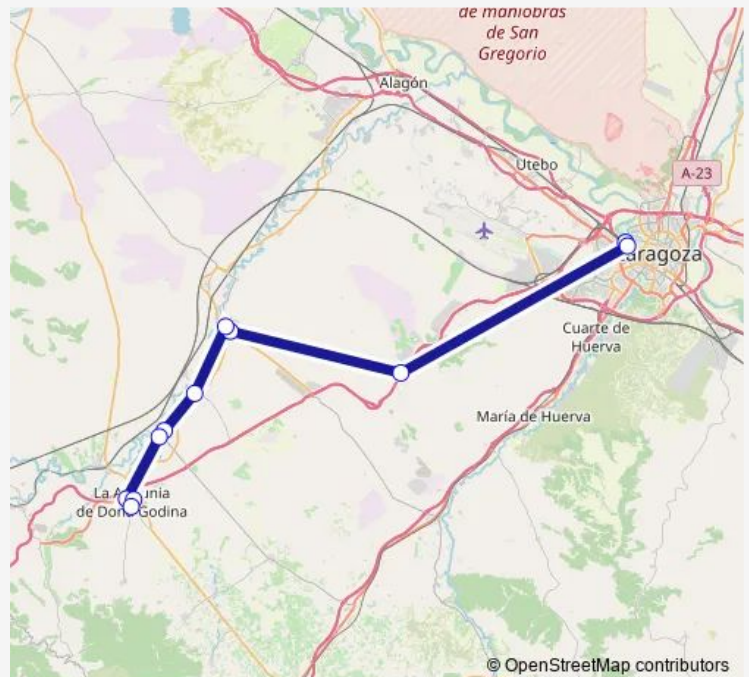 de maniobras
de San
Gregorio
Alagón
Utebo
A-23
aragoza
Cuarte de
Huerva
María de Huerva
La A unia
de Don Godina
© OpenStreetMap contributors